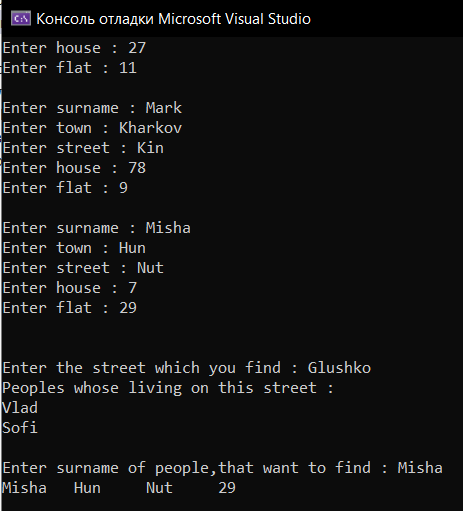 Консоль отладки Microsoft Visual Studio
Enter house : 27
Enter flat : 11
Enter surname : Mark
Enter town : Kharkov
Enter street : Kin
Enter house : 78
Enter flat : 9
Enter surname : Misha
Enter town : Hun
Enter street : Nut
Enter house : 7
Enter flat : 29
Enter the street which you find : Glushko
Peoples whose living on this street :
Vlad
Sofi
Enter surname of people,that want to find : Misha
Misha Hun Nut 29